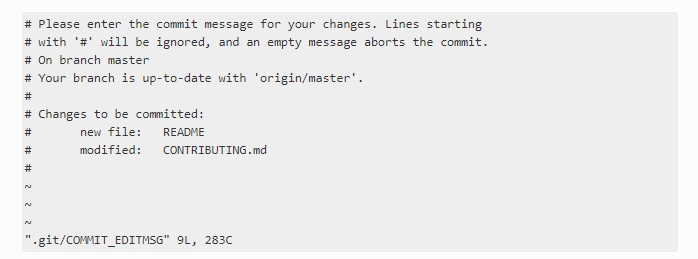 # Please enter the commit message for your changes. Lines starting
# with '#' will be ignored, and an empty message aborts the commit.
# On branch master
# Your branch is up-to-date with 'origin/master'.
#
# Changes to be committed:
#	new file:   README
#	modified:   CONTRIBUTING.md
#
~
~
~
".git/COMMIT_EDITMSG" 9L, 283C